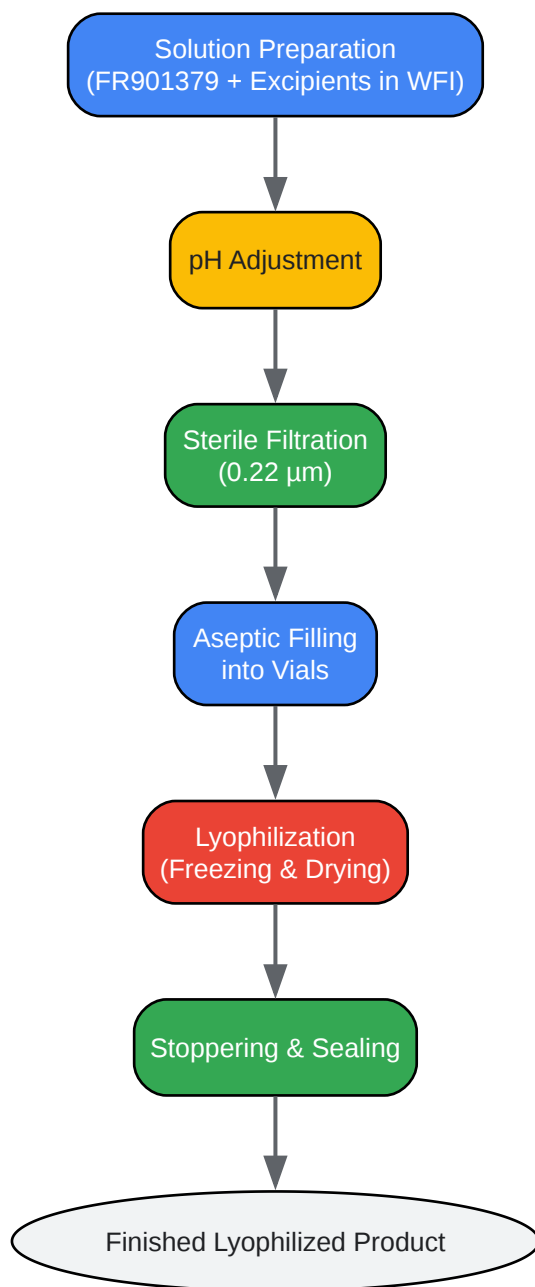 Solution Preparation
(FR901379 + Excipients in WFI)
pH Adjustment
Sterile Filtration
(0.22 µm)
Aseptic Filling
into Vials
Lyophilization
(Freezing & Drying)
Stoppering & Sealing
Finished Lyophilized Product